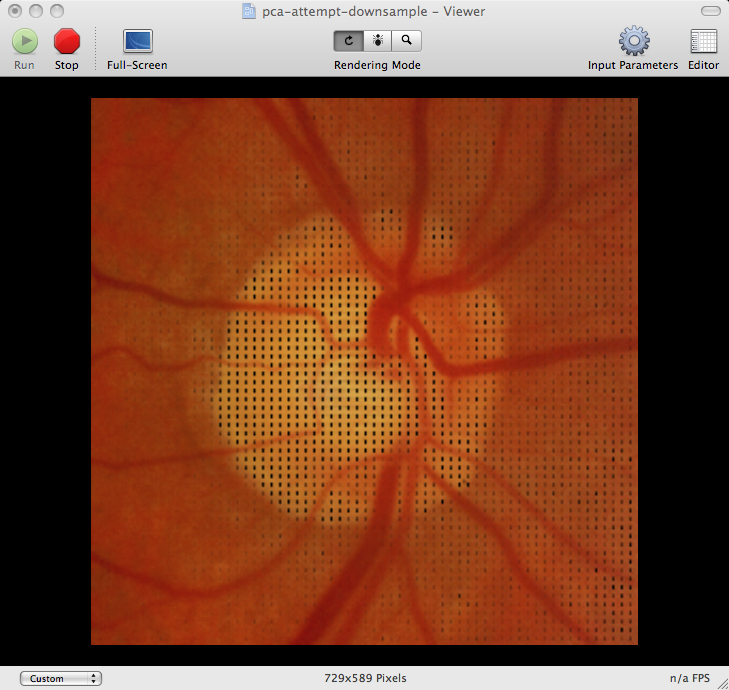 pca-attempt-downsample – Viewer
Run
Stop
Full-Screen
Rendering Mode
Input Parameters
Editor
Custom
729x589 Pixels
n/a FPS